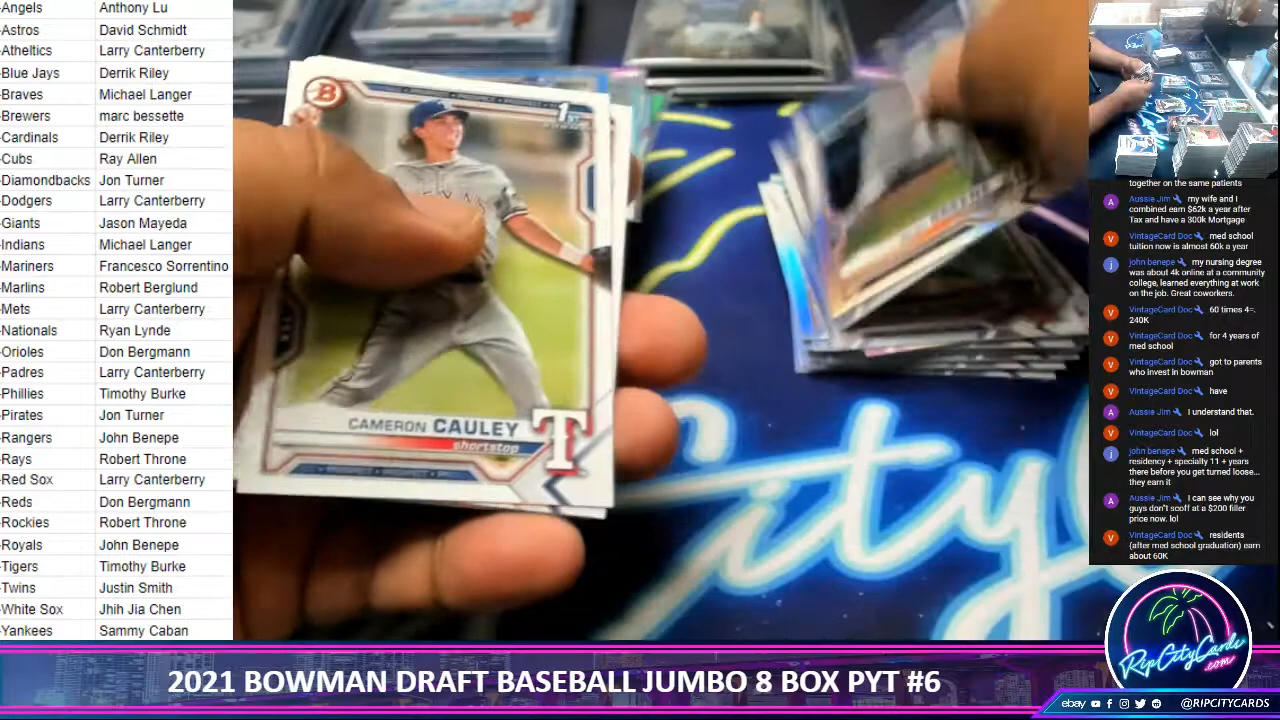 -Angels Anthony Lu
-Astros David Schmidt
-Atheltics Larry Canterberry
-Blue Jays Derrik Riley
-Braves Michael Langer
-Brewers marc bessette
-Cardinals Derrik Riley
-Cubs Ray Allen
-Diamondbacks Jon Turner
-Dodgers Larry Canterberry
-Giants Jason Mayeda
-Indians Michael Langer
-Mariners Francesco Sorrentino
-Marlins Robert Berglund
-Mets Larry Canterberry
-Nationals Ryan Lynde
-Orioles Don Bergmann
-Padres Larry Canterberry
-Phillies Timothy Burke
-Pirates Jon Turner
-Rangers John Benepe
-Rays Robert Throne
-Red Sox Larry Canterberry
-Reds Don Bergmann
-Rockies Robert Throne
-Royals John Benepe
-Tigers Timothy Burke
-Twins Justin Smith
-White Sox Jhih Jia Chen
-Yankees Sammy Caban
B
1ST
CAMERON CAULEY
shortstop
T
City
together on the same patients
A Aussie Jim my wife and I
combined earn $62k a year after
Tax and have a 300k Mortgage
V VintageCard Doc med school
tuition now is almost 60k a year
j john benepe my nursing degree
was about 4k online at a community
college, learned everything at work
on the job. Great coworkers.
V VintageCard Doc 60 times 4=.
240K
V VintageCard Doc for 4 years of
med school
V VintageCard Doc got to parents
who invest in bowman
V VintageCard Doc have
A Aussie Jim I understand that.
V VintageCard Doc lol
j john benepe med school +
residency + specialty 11 + years
there before you get turned loose...
they earn it
A Aussie Jim I can see why you
guys don't scoff at a $200 filler
price now. lol
V VintageCard Doc residents
(after med school graduation) earn
about 60K
RipCityCards
.com
2021 BOWMAN DRAFT BASEBALL JUMBO 8 BOX PYT #6
ebay @RIPCITYCARDS